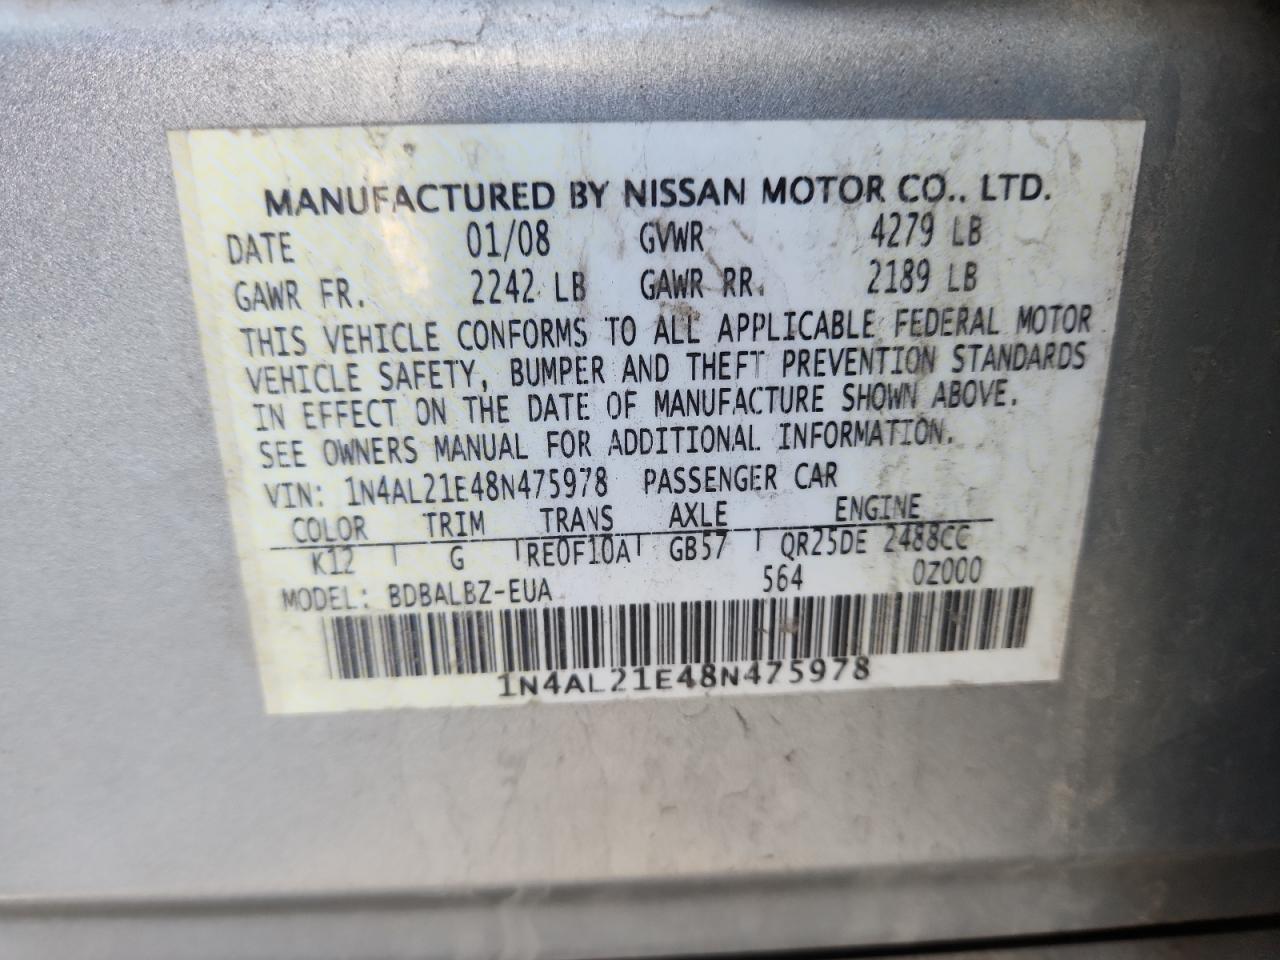 MANUFACTURED BY NISSAN MOTOR CO., LTD.
DATE 01/08 GVWR 4279 LB
GAWR FR. 2242 LB GAWR RR. 2189 LB
THIS VEHICLE CONFORMS TO ALL APPLICABLE FEDERAL MOTOR
VEHICLE SAFETY, BUMPER AND THEFT PREVENTION STANDARDS
IN EFFECT ON THE DATE OF MANUFACTURE SHOWN ABOVE.
SEE OWNERS MANUAL FOR ADDITIONAL INFORMATION.
VIN: 1N4AL21E48N475978 PASSENGER CAR
COLOR TRIM TRANS AXLE ENGINE
K12 G RE0F10A GB57 QR25DE 2488CC
MODEL: BDBALBZ-EUA 564 0Z000
1N4AL21E48N475978